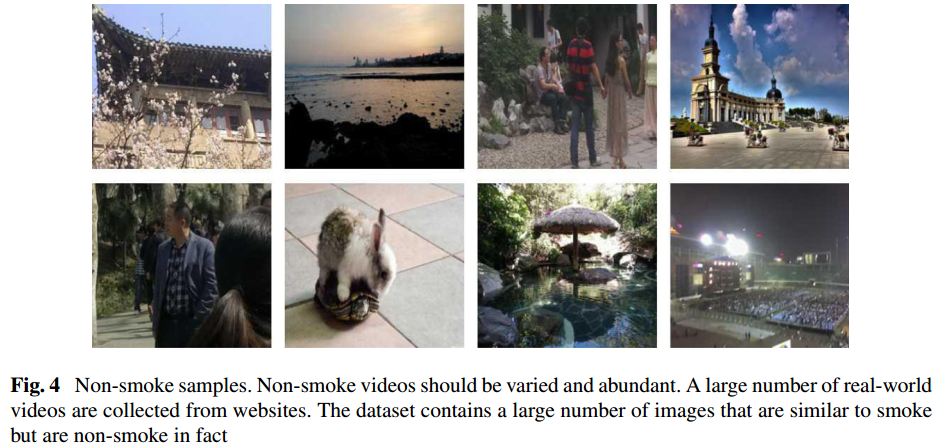 Fig. 4 Non-smoke samples. Non-smoke videos should be varied and abundant. A large number of real-world
videos are collected from websites. The dataset contains a large number of images that are similar to smoke
but are non-smoke in fact